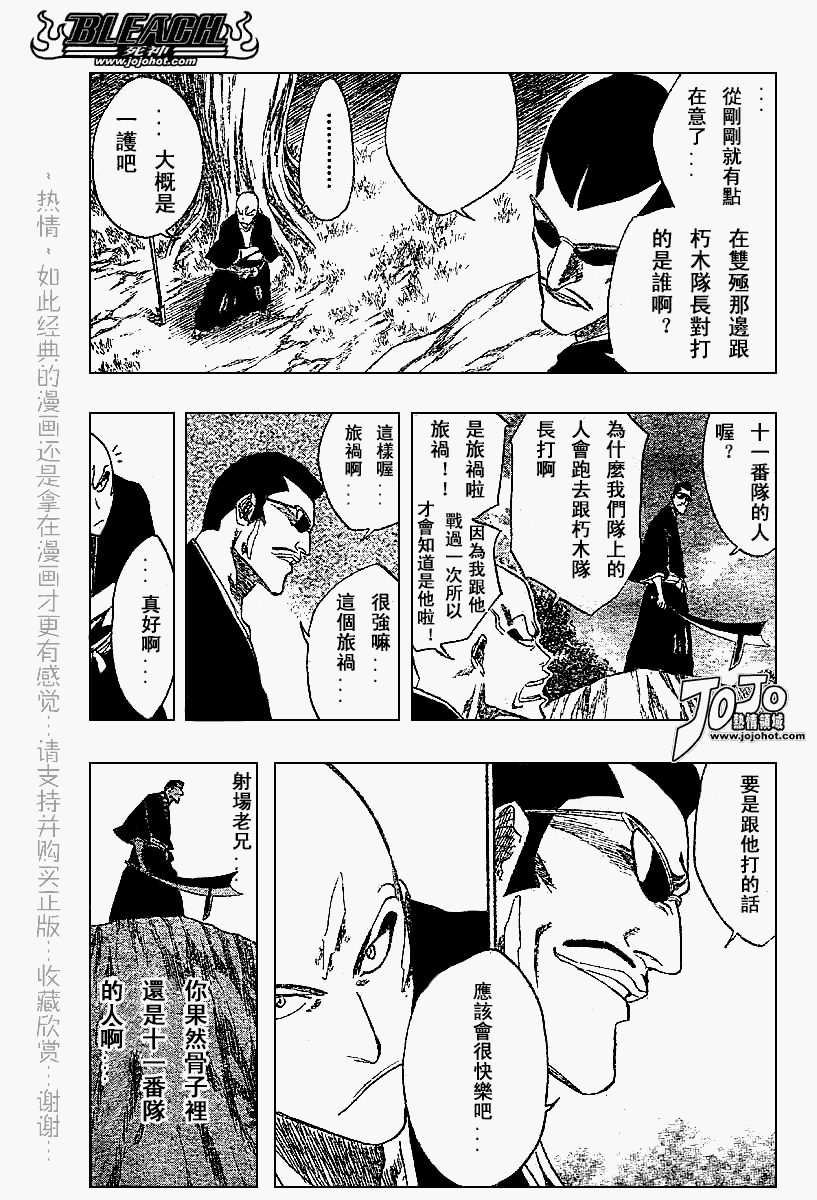 BLEACH
死神
www.jojohot.com
...
從剛剛就有點
在意了...
在雙殛那邊跟
朽木隊長對打
的是誰啊？
...........
...大概是
一護吧
十一番隊的人
喔？
為什麼我們隊上的
人會跑去跟朽木隊
長打啊
是旅禍啦
旅禍！！
因為我跟他
戰過一次所以
才會知道是他啦！
這樣喔...
旅禍啊...
很強嘛...
這個旅禍...
...真好啊...
JOJO
熱情領域
www.jojohot.com
要是跟他打的話
應該會很快樂吧...
射場老兄...
你果然骨子裡
還是十一番隊
的人啊...
~热情~如此经典的漫画还是拿在漫画才更有感觉...请支持并购买正版...收藏欣赏...谢谢...